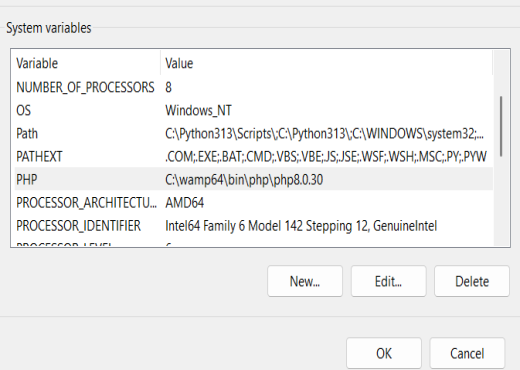 System variables
Variable Value
NUMBER_OF_PROCESSORS 8
OS Windows_NT
Path C:\Python313\Scripts\;C:\Python313\;C:\WINDOWS\system32;...
PATHEXT .COM;.EXE;.BAT;.CMD;.VBS;.VBE;.JS;.JSE;.WSF;.WSH;.MSC;.PY;.PYW
PHP C:\wamp64\bin\php\php8.0.30
PROCESSOR_ARCHITECTU... AMD64
PROCESSOR_IDENTIFIER Intel64 Family 6 Model 142 Stepping 12, GenuineIntel
PROCESSOR_LEVEL 6
New... Edit... Delete
OK Cancel